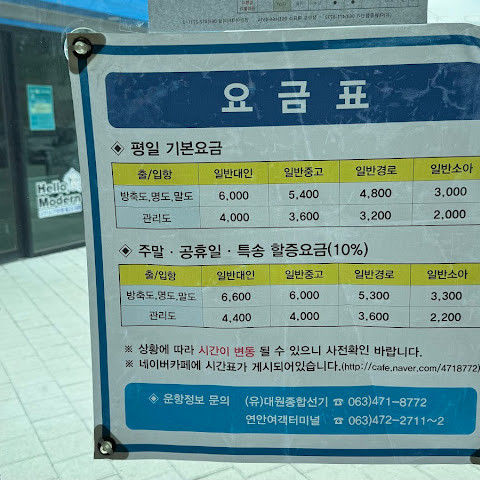 요금표
◈ 평일 기본요금
출/입항 일반대인 일반중고 일반경로 일반소아
방축도,명도,말도 6,000 5,400 4,800 3,000
관리도 4,000 3,600 3,200 2,000
◈ 주말 · 공휴일 · 특송 할증요금(10%)
출/입항 일반대인 일반중고 일반경로 일반소아
방축도,명도,말도 6,600 6,000 5,300 3,300
관리도 4,400 4,000 3,600 2,200
※ 상황에 따라 시간이 변동 될 수 있으니 사전확인 바랍니다.
※ 네이버카페에 시간표가 게시되어있습니다.(http://cafe.naver.com/4718772)
◈ 운항정보 문의 (유)대원종합선기 ☎ 063)471-8772
연안여객터미널 ☎ 063)472-2711~2
Hello
Modern